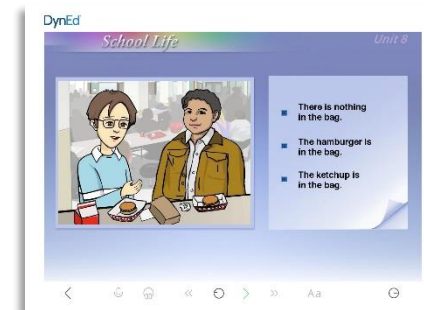 DynEd
School Life
Unit 8
There is nothing
in the bag.
The hamburger is
in the bag.
The ketchup is
in the bag.
Aa